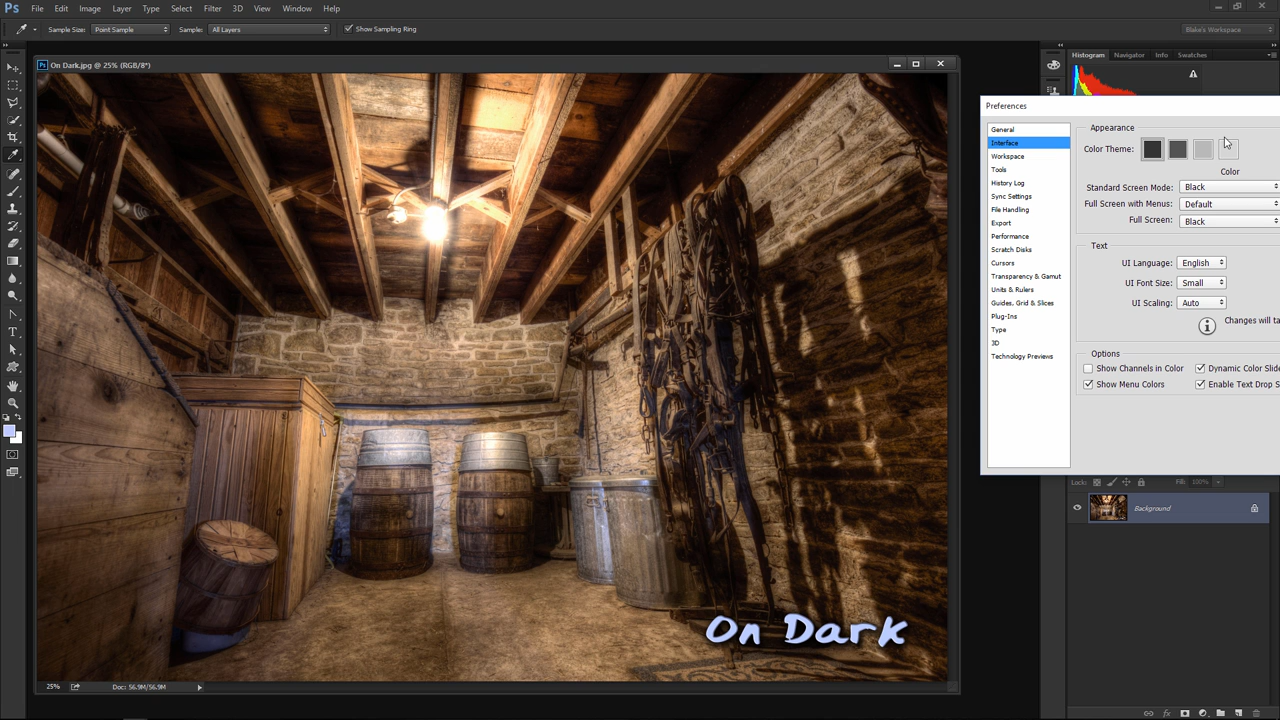 Ps File Edit Image Layer Type Select Filter 3D View Window Help
Sample Size: Point Sample Sample: All Layers Show Sampling Ring Blake's Workspace
On Dark.jpg @ 25% (RGB/8*)
Histogram Navigator Info Swatches
Preferences
General
Interface
Workspace
Tools
History Log
Sync Settings
File Handling
Export
Performance
Scratch Disks
Cursors
Transparency & Gamut
Units & Rulers
Guides, Grid & Slices
Plug-Ins
Type
3D
Technology Previews
Appearance
Color Theme:
Color
Standard Screen Mode: Black
Full Screen with Menus: Default
Full Screen: Black
Text
UI Language: English
UI Font Size: Small
UI Scaling: Auto
Changes will ta
Options
Show Channels in Color Dynamic Color Slide
Show Menu Colors Enable Text Drop S
Lock: Fill: 100%
Background
On Dark
25% Doc: 56.9M/56.9M